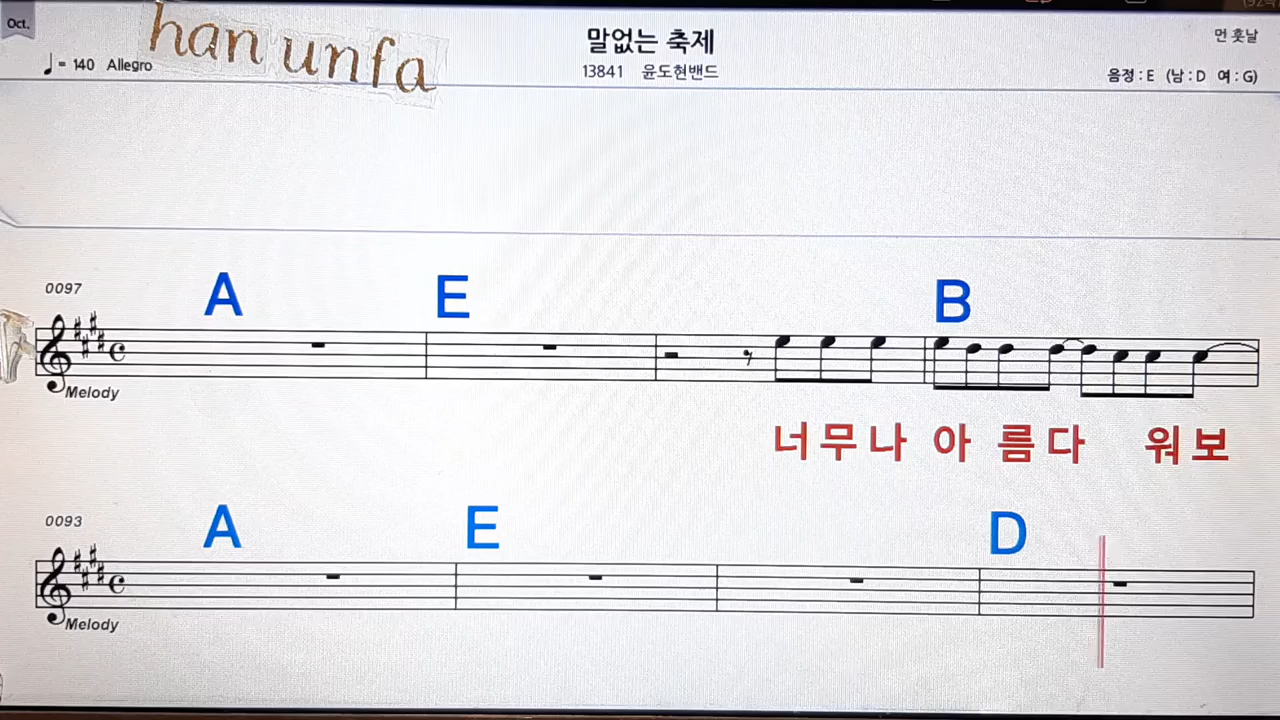 Oct.
han unfa
♩ = 140 Allegro
말없는 축제
13841 윤도현밴드
먼 훗날
음정 : E (남 : D 여 : G)
0097
A E B
Melody
너무나 아 름다 워보
0093
A E D
Melody